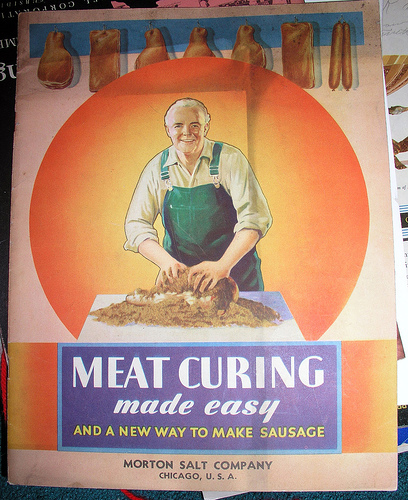 MEAT CURING
made easy
AND A NEW WAY TO MAKE SAUSAGE
MORTON SALT COMPANY
CHICAGO, U. S. A.